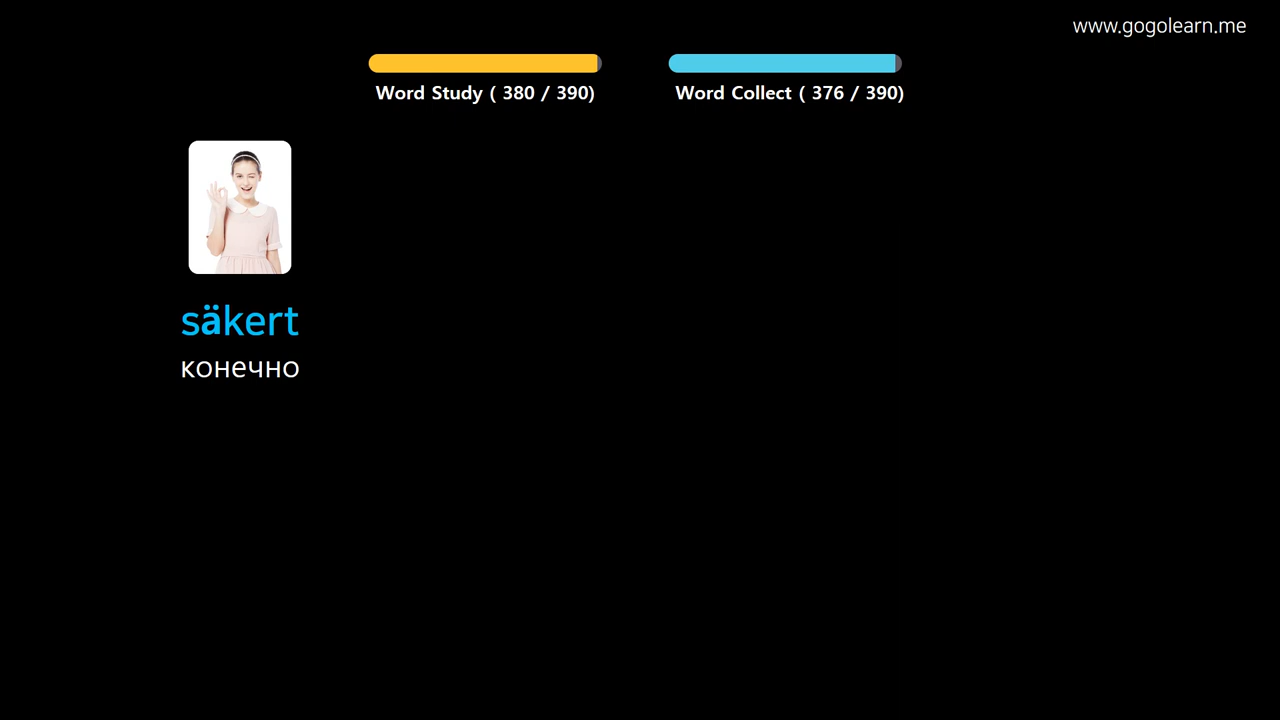 www.gogolearn.me
Word Study ( 380 / 390)
Word Collect ( 376 / 390)
säkert
конечно